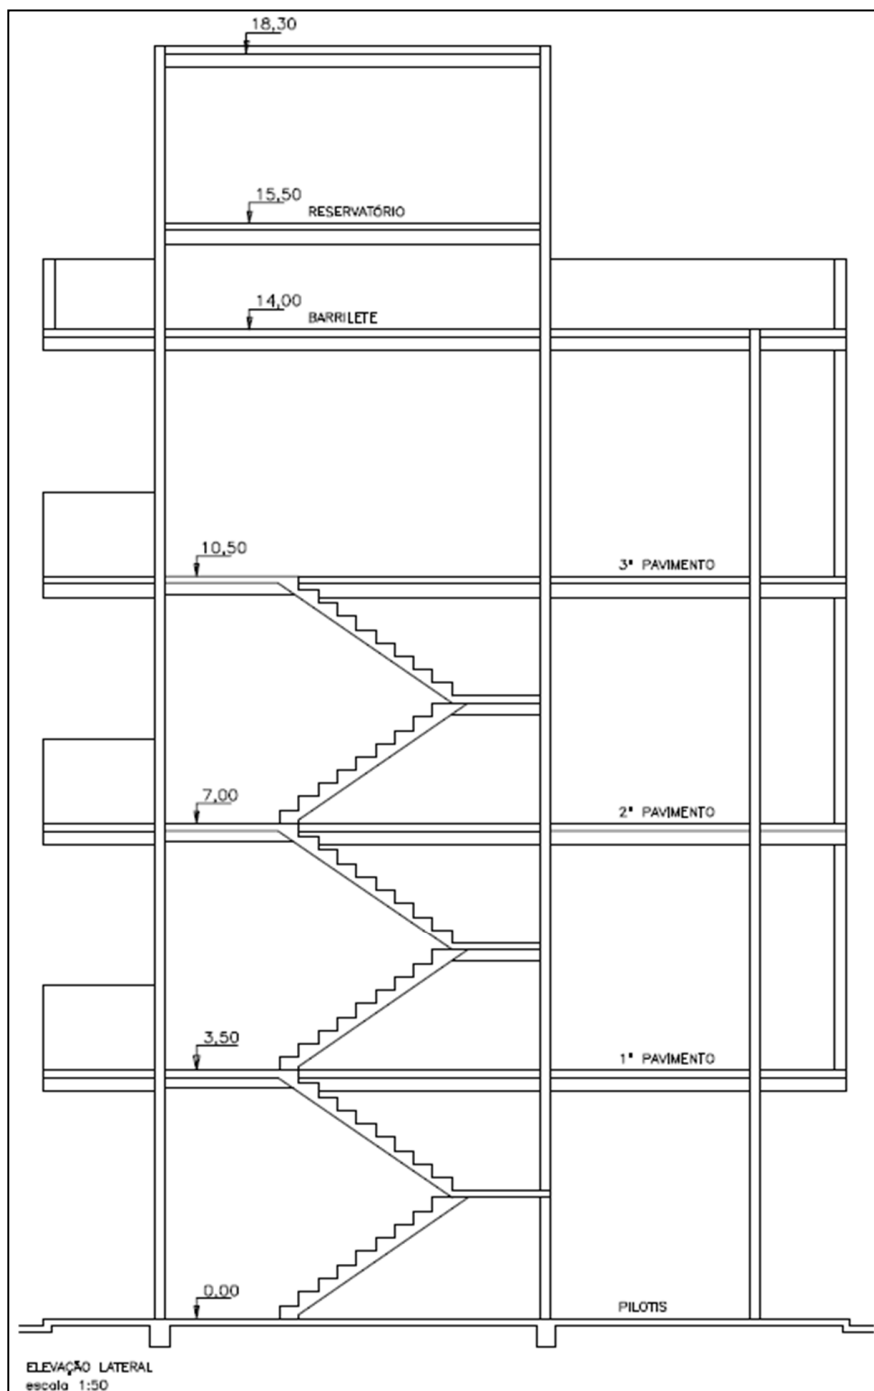 18,30
15,50
RESERVATÓRIO
14,00
BARRILETE
10,50
3° PAVIMENTO
7,00
2° PAVIMENTO
3,50
1° PAVIMENTO
0,00
PILOTIS
ELEVAÇÃO LATERAL
escala 1:50